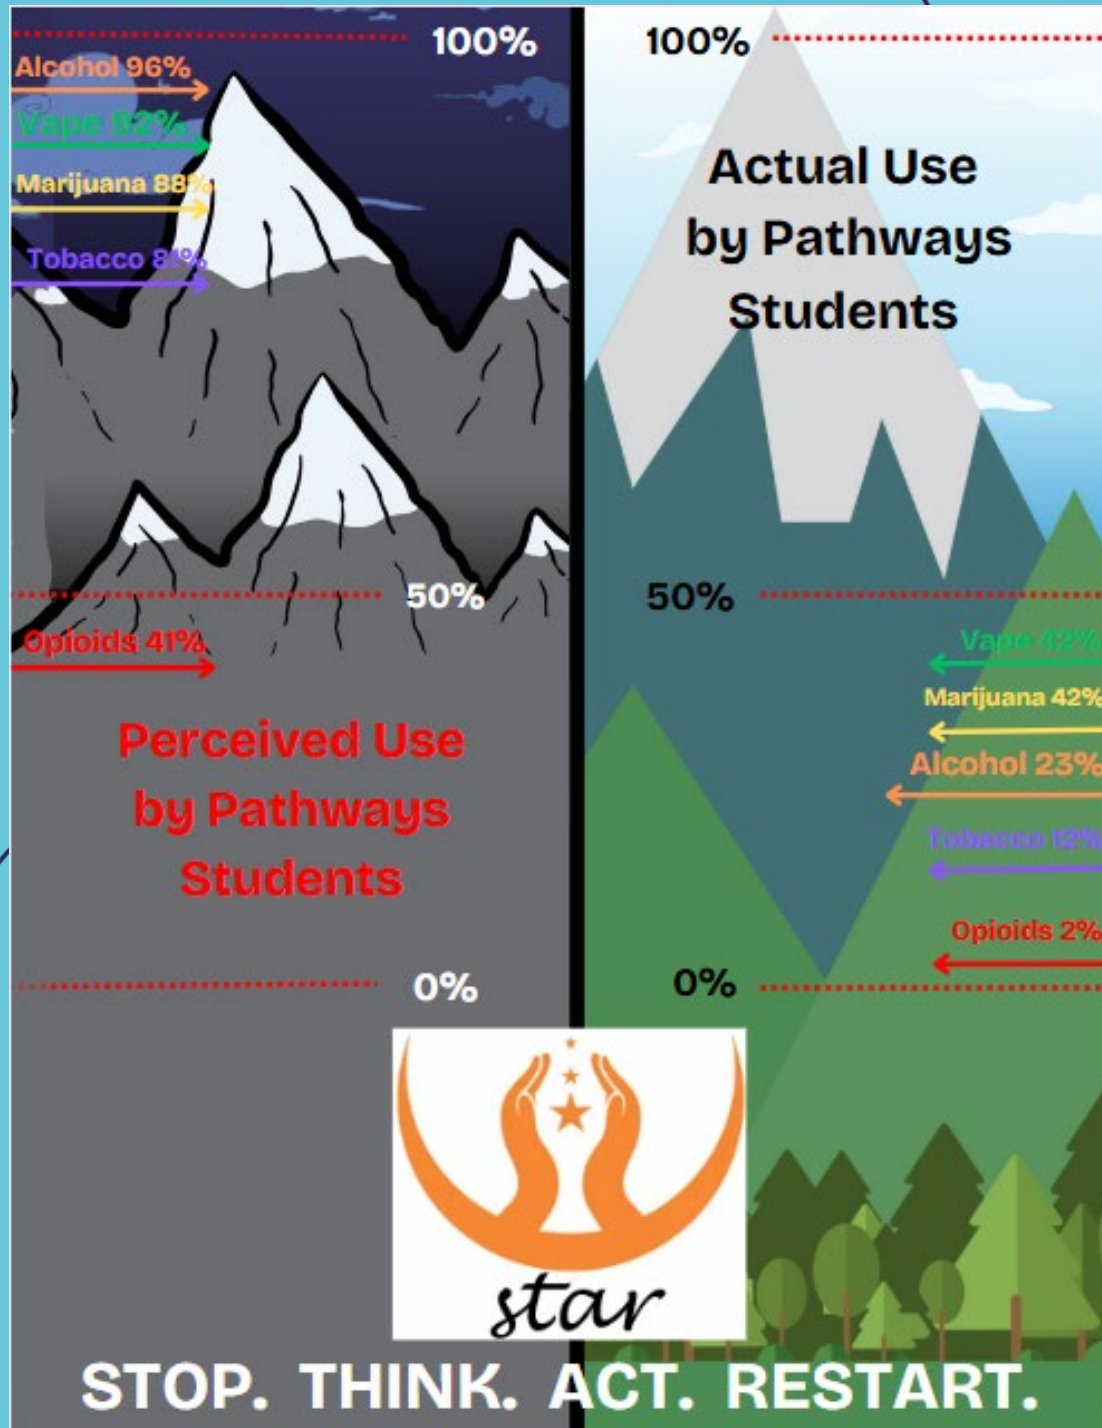 100%
Alcohol 96%
Vape 92%
Marijuana 88%
Tobacco 81%
50%
Opioids 41%
Perceived Use
by Pathways
Students
0%
100%
Actual Use
by Pathways
Students
50%
Vape 42%
Marijuana 42%
Alcohol 23%
Tobacco 12%
Opioids 2%
0%
star
STOP. THINK. ACT. RESTART.